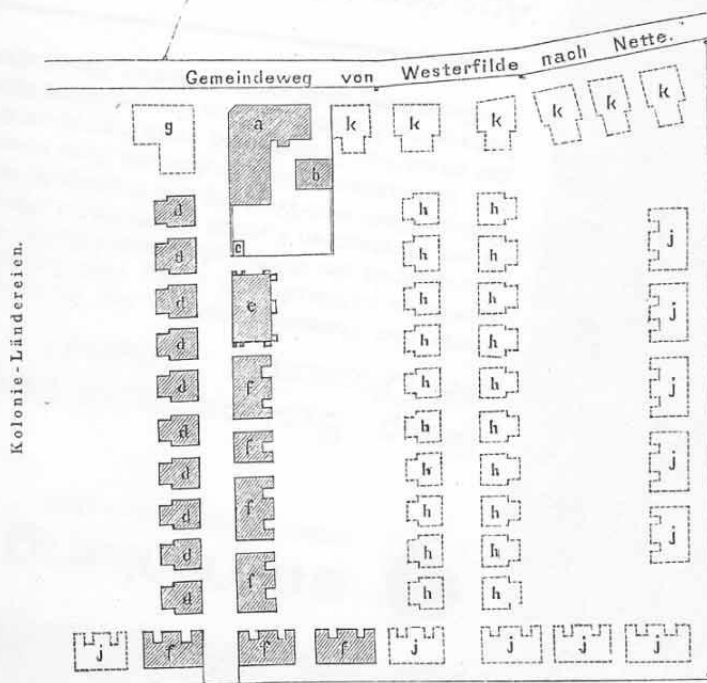 Gemeindeweg von Westerfilde nach Nette.
Kolonie-Ländereien.
g a k k k k k k
b
d h h
c
d h h j
e
d h h j
d h h
f
d h h j
f
d h h
d h h j
f
d h h j
d h h
f
d h h
j f f f j j j j